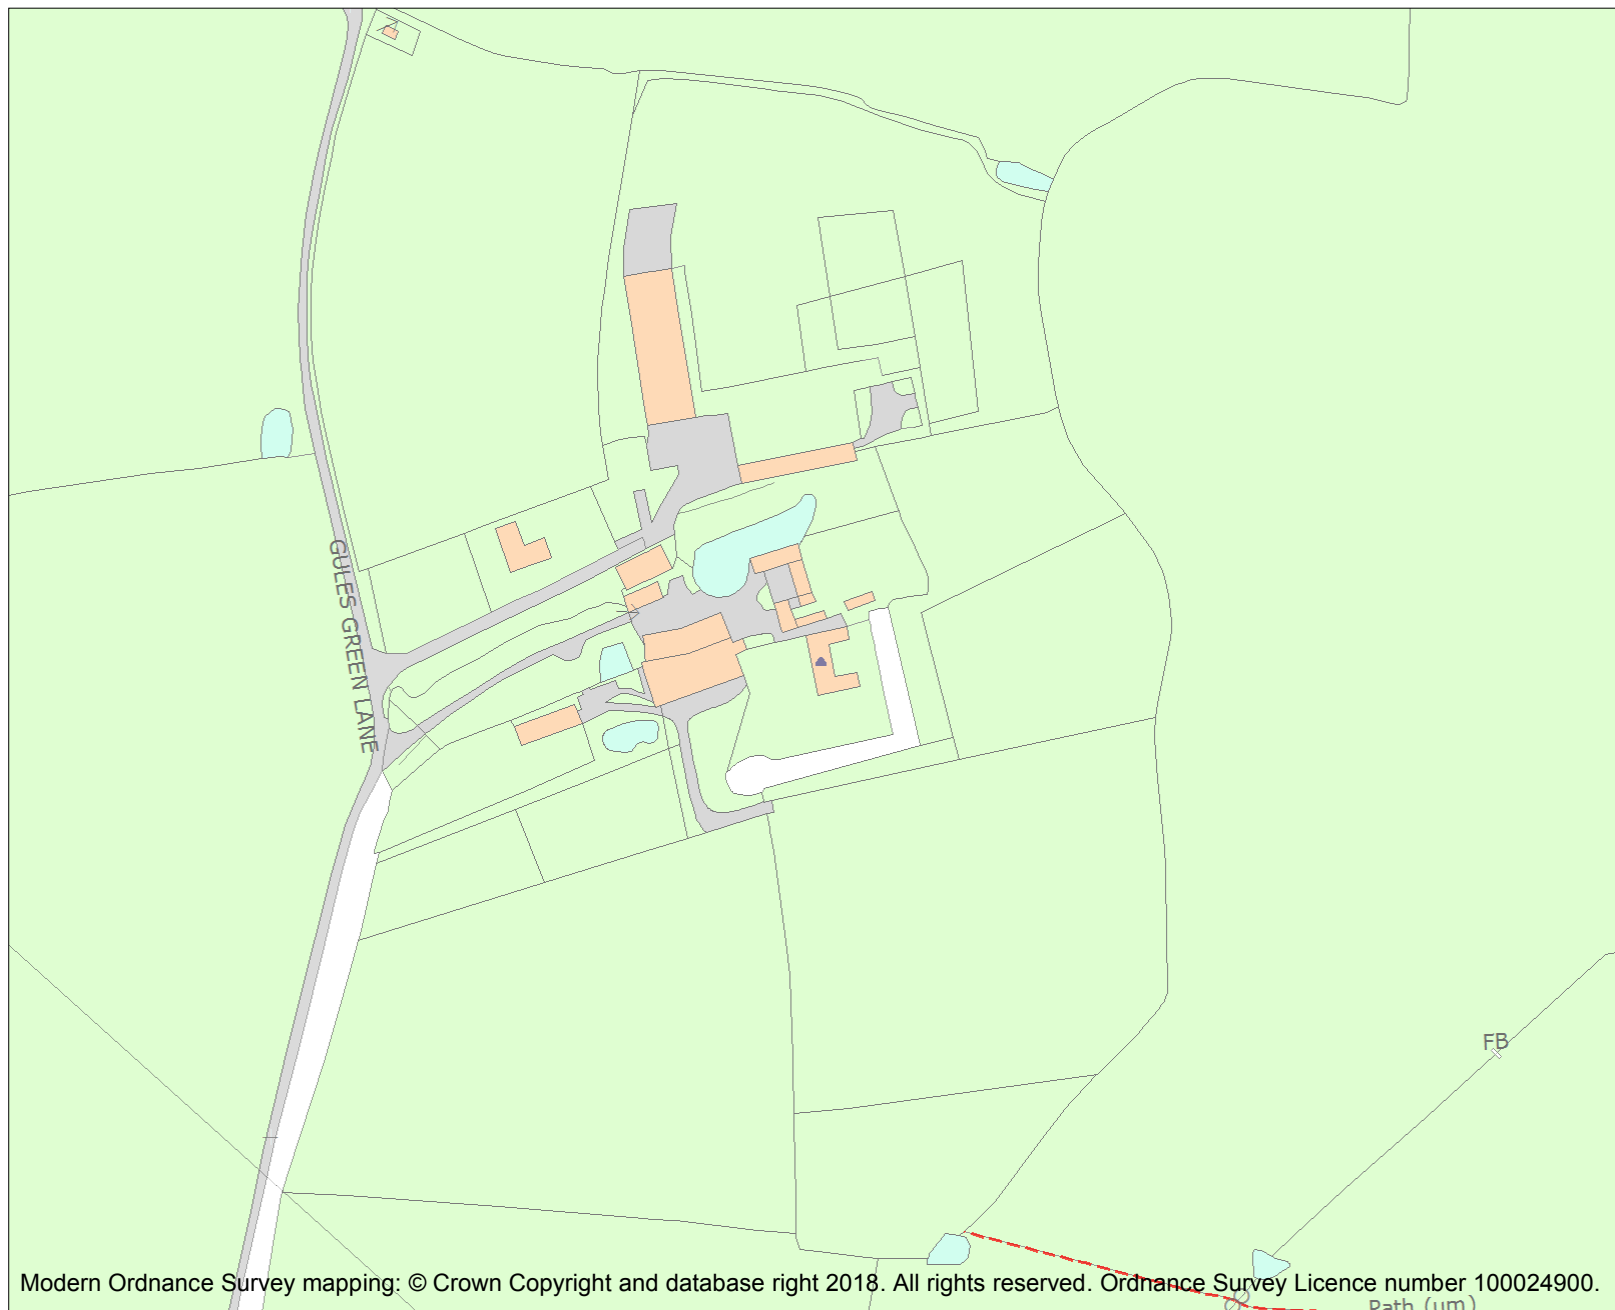 GULES GREEN LANE
FB
Modern Ordnance Survey mapping: © Crown Copyright and database right 2018. All rights reserved. Ordnance Survey Licence number 100024900.
Path (um)